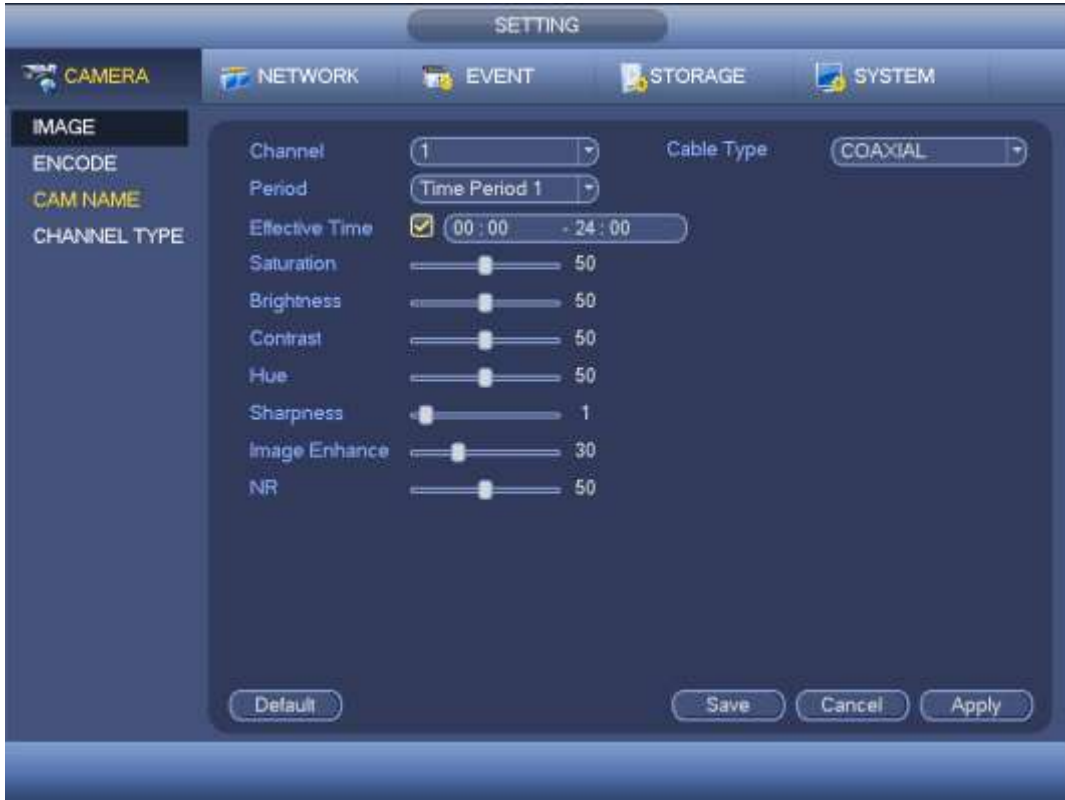 SETTING
CAMERA NETWORK EVENT STORAGE SYSTEM
IMAGE
ENCODE
CAM NAME
CHANNEL TYPE
Channel 1 Cable Type COAXIAL
Period Time Period 1
Effective Time 00 : 00 - 24 : 00
Saturation 50
Brightness 50
Contrast 50
Hue 50
Sharpness 1
Image Enhance 30
NR 50
Default Save Cancel Apply